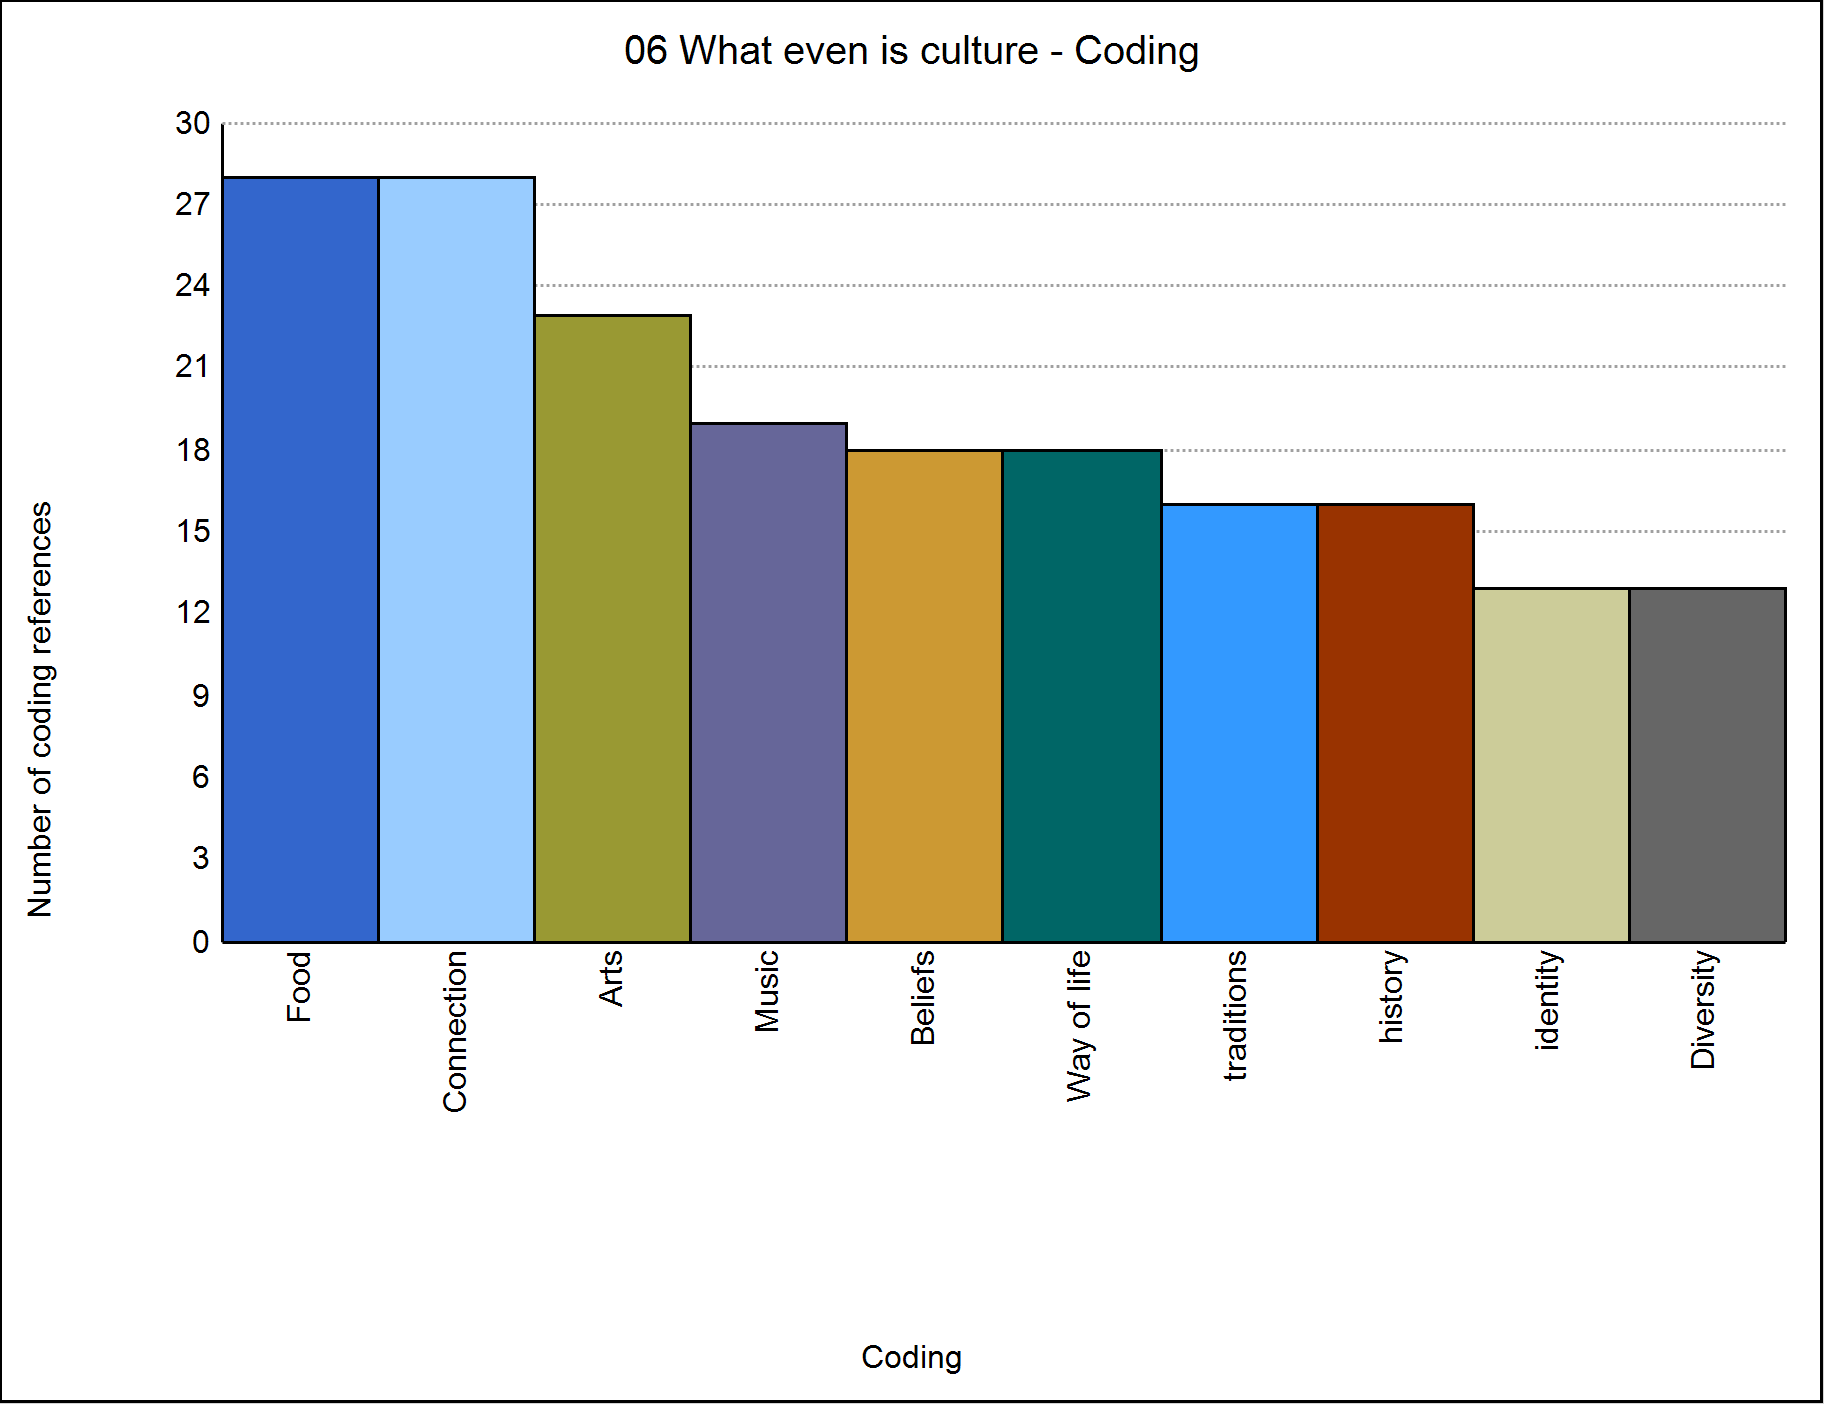 06 What even is culture - Coding
30
27
24
21
18
15
12
9
6
3
0
Number of coding references
Food
Connection
Arts
Music
Beliefs
Way of life
traditions
history
identity
Diversity
Coding